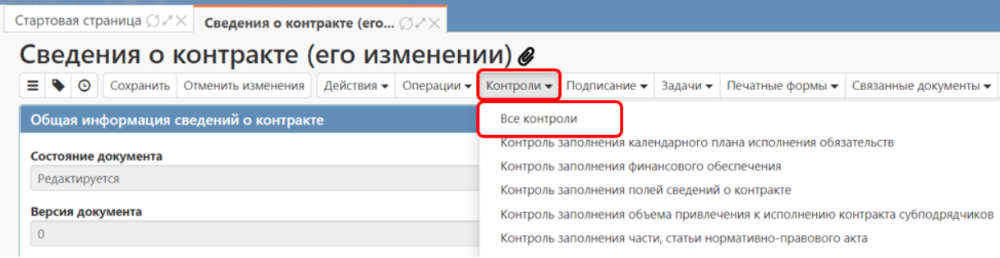 Стартовая страница
Сведения о контракте (его...
Сведения о контракте (его изменении)
Сохранить Отменить изменения Действия Операции Контроли Подписание Задачи Печатные формы Связанные документы
Общая информация сведений о контракте
Состояние документа
Редактируется
Версия документа
0
Все контроли
Контроль заполнения календарного плана исполнения обязательств
Контроль заполнения финансового обеспечения
Контроль заполнения полей сведений о контракте
Контроль заполнения объема привлечения к исполнению контракта субподрядчиков
Контроль заполнения части, статьи нормативно-правового акта